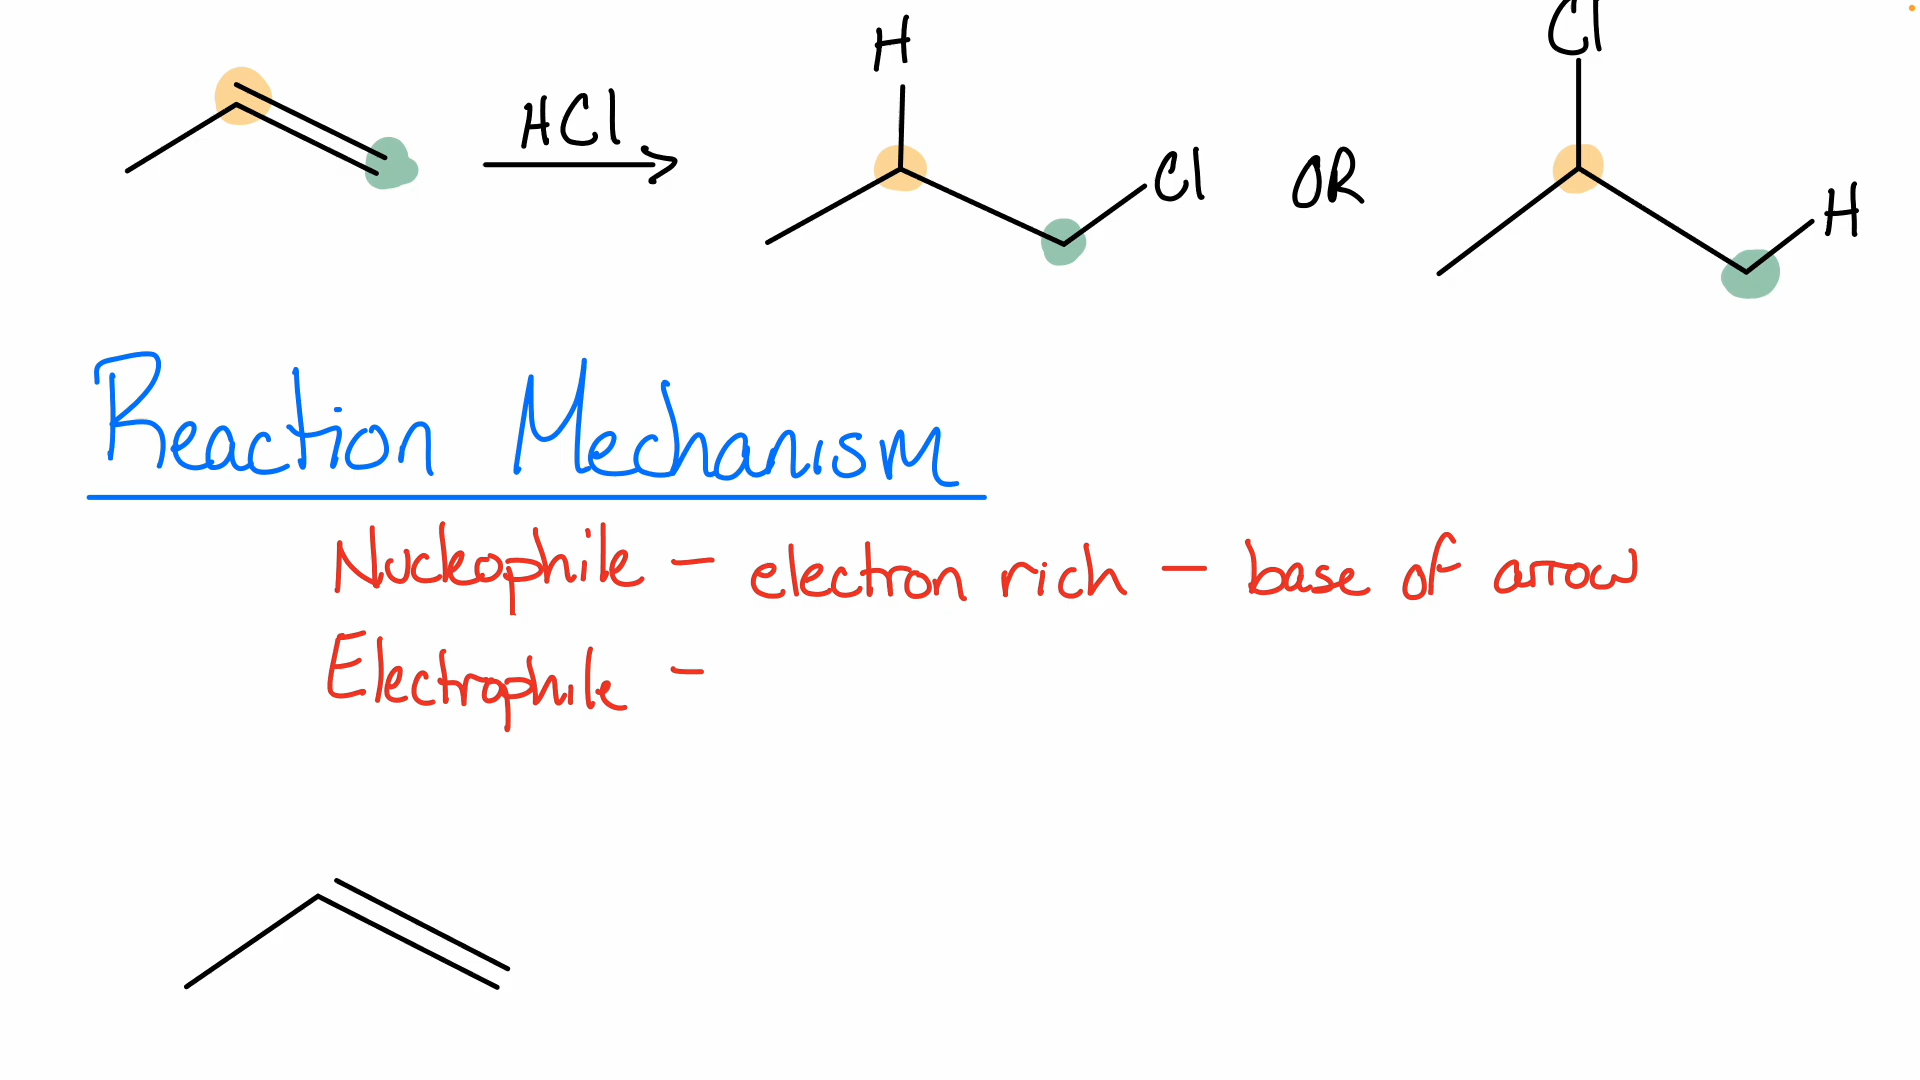 H
Cl
HCl
Cl OR
H
Reaction Mechanism
Nucleophile – electron rich – base of arrow
Electrophile –